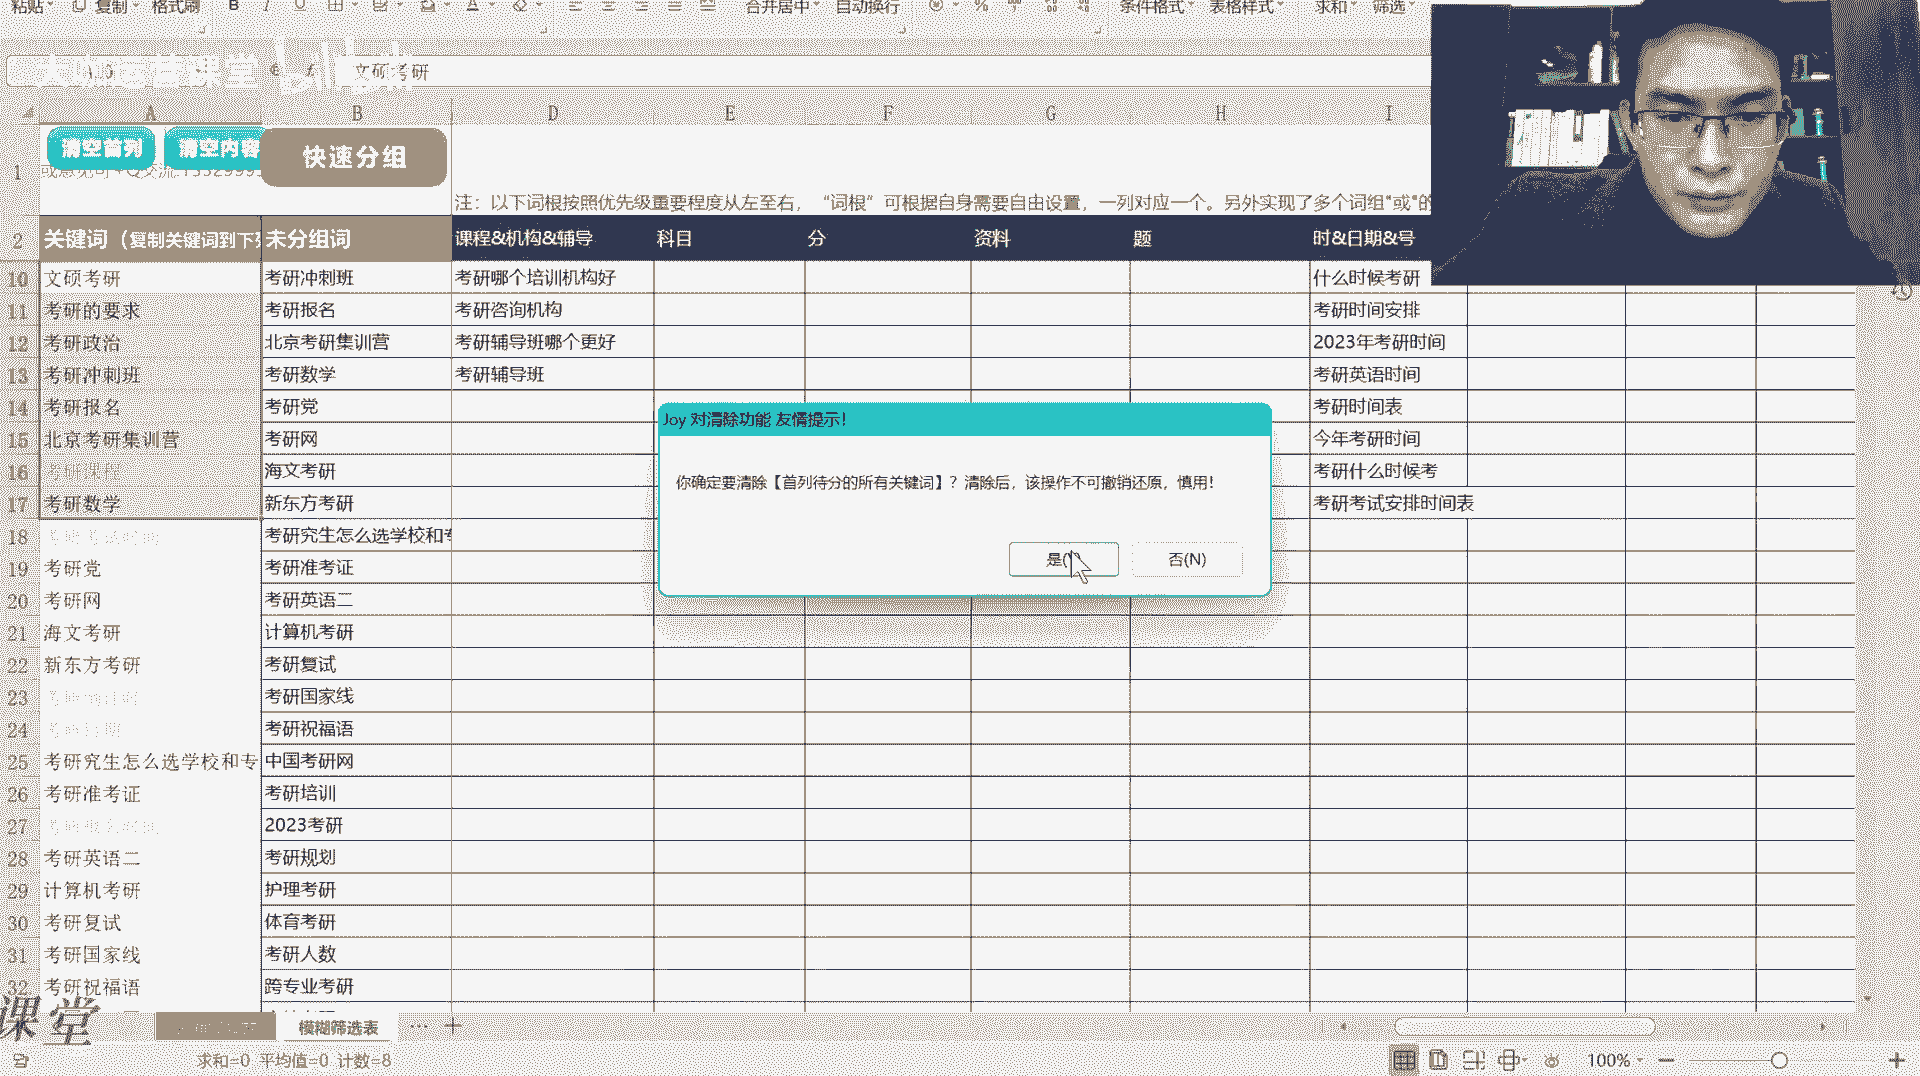 粘贴 复制 格式刷 B I U A 合并居中 自动换行 % 条件格式 表格样式 求和 筛选
文硕考研
A B D E F G H I
清空首列 清空内容 快速分组
1
注：以下词根按照优先级重要程度从左至右，“词根”可根据自身需要自由设置，一列对应一个。另外实现了多个词组"或"的
2 关键词（复制关键词到下 未分组词 课程&机构&辅导 科目 分 资料 题 时&日期&号
10 文硕考研 考研冲刺班 考研哪个培训机构好 什么时候考研
11 考研的要求 考研报名 考研咨询机构 考研时间安排
12 考研政治 北京考研集训营 考研辅导班哪个更好 2023年考研时间
13 考研冲刺班 考研数学 考研辅导班 考研英语时间
14 考研报名 考研党 考研时间表
15 北京考研集训营 考研网 今年考研时间
16 考研课程 海文考研 考研什么时候考
17 考研数学 新东方考研 考研考试安排时间表
18 考研究生怎么选学校和专
19 考研党 考研准考证
20 考研网 考研英语二
21 海文考研 计算机考研
22 新东方考研 考研复试
23 考研国家线
24 考研祝福语
25 考研究生怎么选学校和专 中国考研网
26 考研准考证 考研培训
27 2023考研
28 考研英语二 考研规划
29 计算机考研 护理考研
30 考研复试 体育考研
31 考研国家线 考研人数
32 考研祝福语 跨专业考研
Joy 对清除功能 友情提示！
你确定要清除【首列待分的所有关键词】？清除后，该操作不可撤销还原，慎用！
否(N)
课堂
模糊筛选表 ··· +
求和=0 平均值=0 计数=8
100%